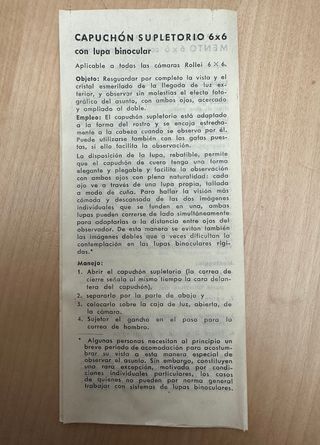 CAPUCHÓN SUPLETORIO 6x6
con lupa binocular
Aplicable a todas las cámaras Rollei 6 X 6.
Objeto: Resguardar por completo la vista y el
cristal esmerilado de la llegada de luz ex-
terior, y observar sin molestias el efecto foto-
gráfico del asunto, con ambos ojos, acercado
y ampliado al doble.
Empleo: El capuchón supletorio está adaptado
a la forma del rostro y se encaja estrecha-
mente a la cabeza cuando se observa por él.
Puede utilizarse también con las gafas pues-
tas, si ello facilita la observación.
La disposición de la lupa, rebatible, permite
que el capuchón de cuero tenga una forma
elegante y plegable y facilita la observación
con ambos ojos con plena naturalidad: cada
ojo ve a través de una lupa propia, tallada
a modo de cuña. Para hallar la visión más
cómoda y descansada de las dos imágenes
individuales que se funden en una, ambas
lupas pueden correrse de lado simultáneamente
para adaptarlas a la distancia entre ojos del
observador. De esta manera se evitan también
las imágenes dobles que a veces dificultan la
contemplación en las lupas binoculares rígi-
das.*
Manejo:
1. Abrir el capuchón supletorio (la correa de
cierre señala al mismo tiempo la cara delan-
tera del capuchón),
2. separarlo por la parte de abajo y
3. colocarlo sobre la caja de luz, abierta, de
la cámara.
4. Sujetar el gancho en el paso para la
correa de hombro.
* Algunas personas necesitan al principio un
breve período de acomodación para acostum-
brar su vista a esta manera especial de
observar el asunto. Sin embargo, constituyen
una rara excepción, motivada por condi-
ciones individuales particulares, los casos
de quienes no pueden por norma general
trabajar con sistemas de lupas binoculares.